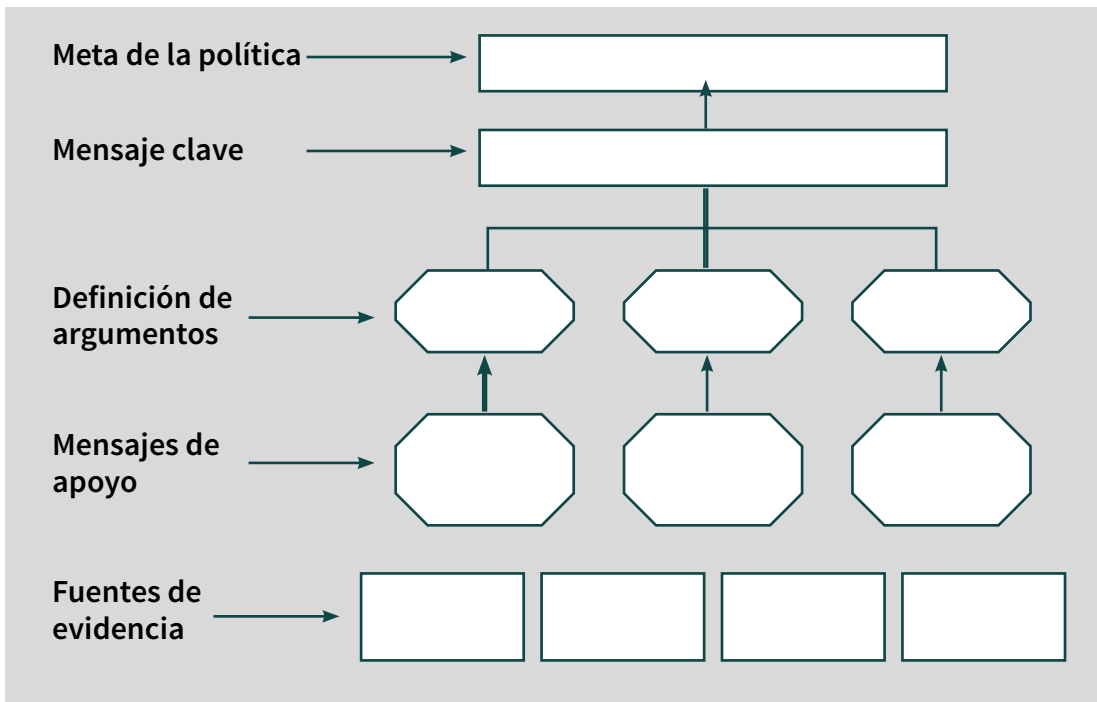 Meta de la política
Mensaje clave
Definición de
argumentos
Mensajes de
apoyo
Fuentes de
evidencia